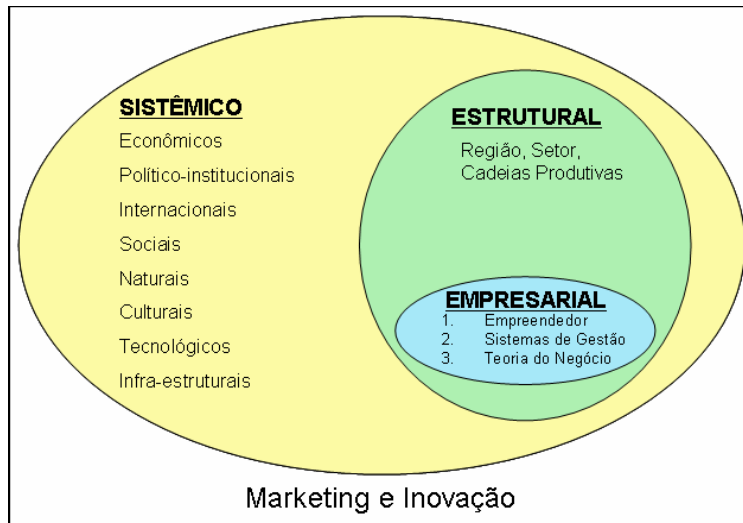 SISTÊMICO
Econômicos
Político-institucionais
Internacionais
Sociais
Naturais
Culturais
Tecnológicos
Infra-estruturais
ESTRUTURAL
Região, Setor,
Cadeias Produtivas
EMPRESARIAL
1. Empreendedor
2. Sistemas de Gestão
3. Teoria do Negócio
Marketing e Inovação